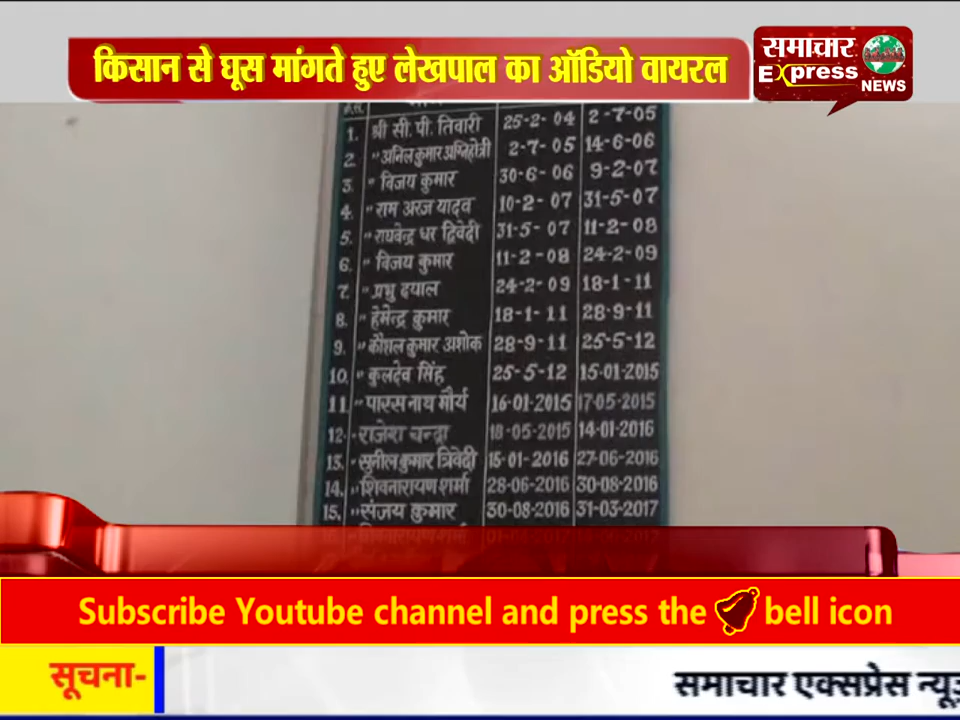 किसान से घूस मांगते हुए लेखपाल का ऑडियो वायरल
समाचार
Express
NEWS
1. श्री सी. पी. तिवारी 25-2-04 2-7-05
2. " अनिल कुमार अग्निहोत्री 2-7-05 14-6-06
3. " विजय कुमार 30-6-06 9-2-07
4. " राम अरज यादव 10-2-07 31-5-07
5. " राघवेन्द्र धर द्विवेदी 31-5-07 11-2-08
6. " विजय कुमार 11-2-08 24-2-09
7. " प्रभु दयाल 24-2-09 18-1-11
8. " हेमेन्द्र कुमार 18-1-11 28-9-11
9. " कौशल कुमार अशोक 28-9-11 25-5-12
10. " कुलदेव सिंह 25-5-12 15-01-2015
11. " पारस नाथ मौर्य 16-01-2015 17-05-2015
12. " राजेश चन्द्रा 18-05-2015 14-01-2016
13. " सुनील कुमार त्रिवेदी 15-01-2016 27-06-2016
14. " शिवनारायण शर्मा 28-06-2016 30-08-2016
15. " संजय कुमार 30-08-2016 31-03-2017
Subscribe Youtube channel and press the bell icon
सूचना-
समाचार एक्सप्रेस न्यूज़